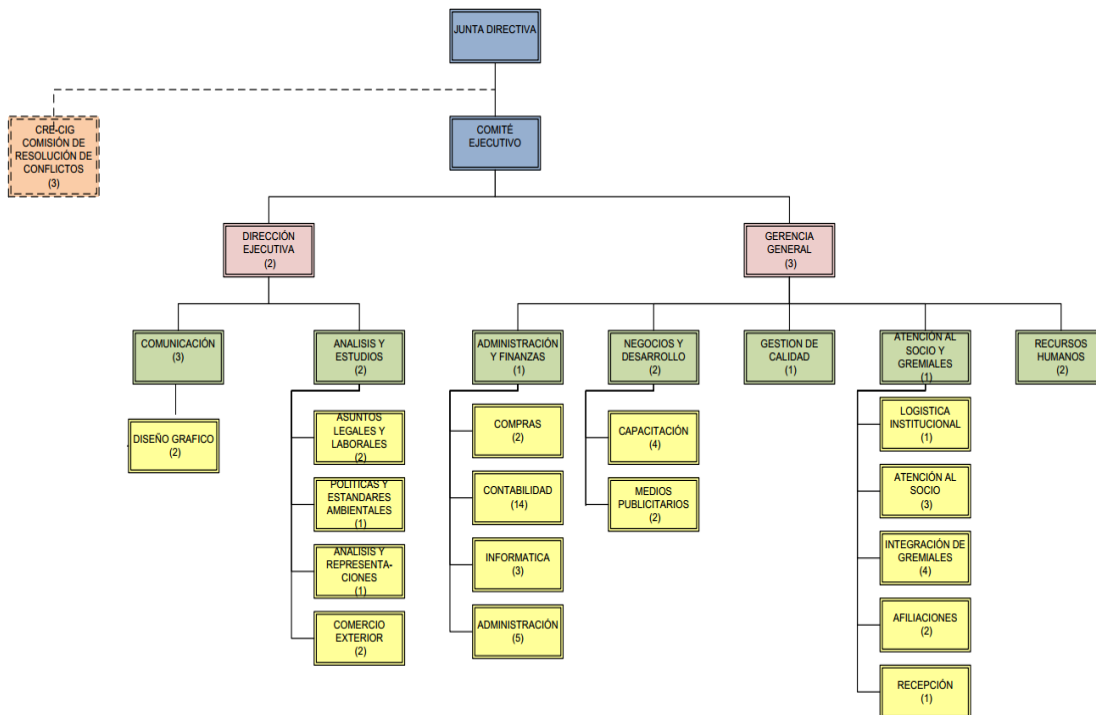 JUNTA DIRECTIVA
CRE-CIG
COMISIÓN DE
RESOLUCIÓN DE
CONFLICTOS
(3)
COMITÉ
EJECUTIVO
DIRECCIÓN
EJECUTIVA
(2)
GERENCIA
GENERAL
(3)
COMUNICACIÓN
(3)
ANALISIS Y
ESTUDIOS
(2)
ADMINISTRACIÓN
Y FINANZAS
(1)
NEGOCIOS Y
DESARROLLO
(2)
GESTION DE
CALIDAD
(1)
ATENCIÓN AL
SOCIO Y
GREMIALES
(1)
RECURSOS
HUMANOS
(2)
DISEÑO GRAFICO
(2)
ASUNTOS
LEGALES Y
LABORALES
(2)
POLITICAS Y
ESTANDARES
AMBIENTALES
(1)
ANALISIS Y
REPRESENTA-
CIONES
(1)
COMERCIO
EXTERIOR
(2)
COMPRAS
(2)
CONTABILIDAD
(14)
INFORMATICA
(3)
ADMINISTRACIÓN
(5)
CAPACITACIÓN
(4)
MEDIOS
PUBLICITARIOS
(2)
LOGISTICA
INSTITUCIONAL
(1)
ATENCIÓN AL
SOCIO
(3)
INTEGRACIÓN DE
GREMIALES
(4)
AFILIACIONES
(2)
RECEPCIÓN
(1)